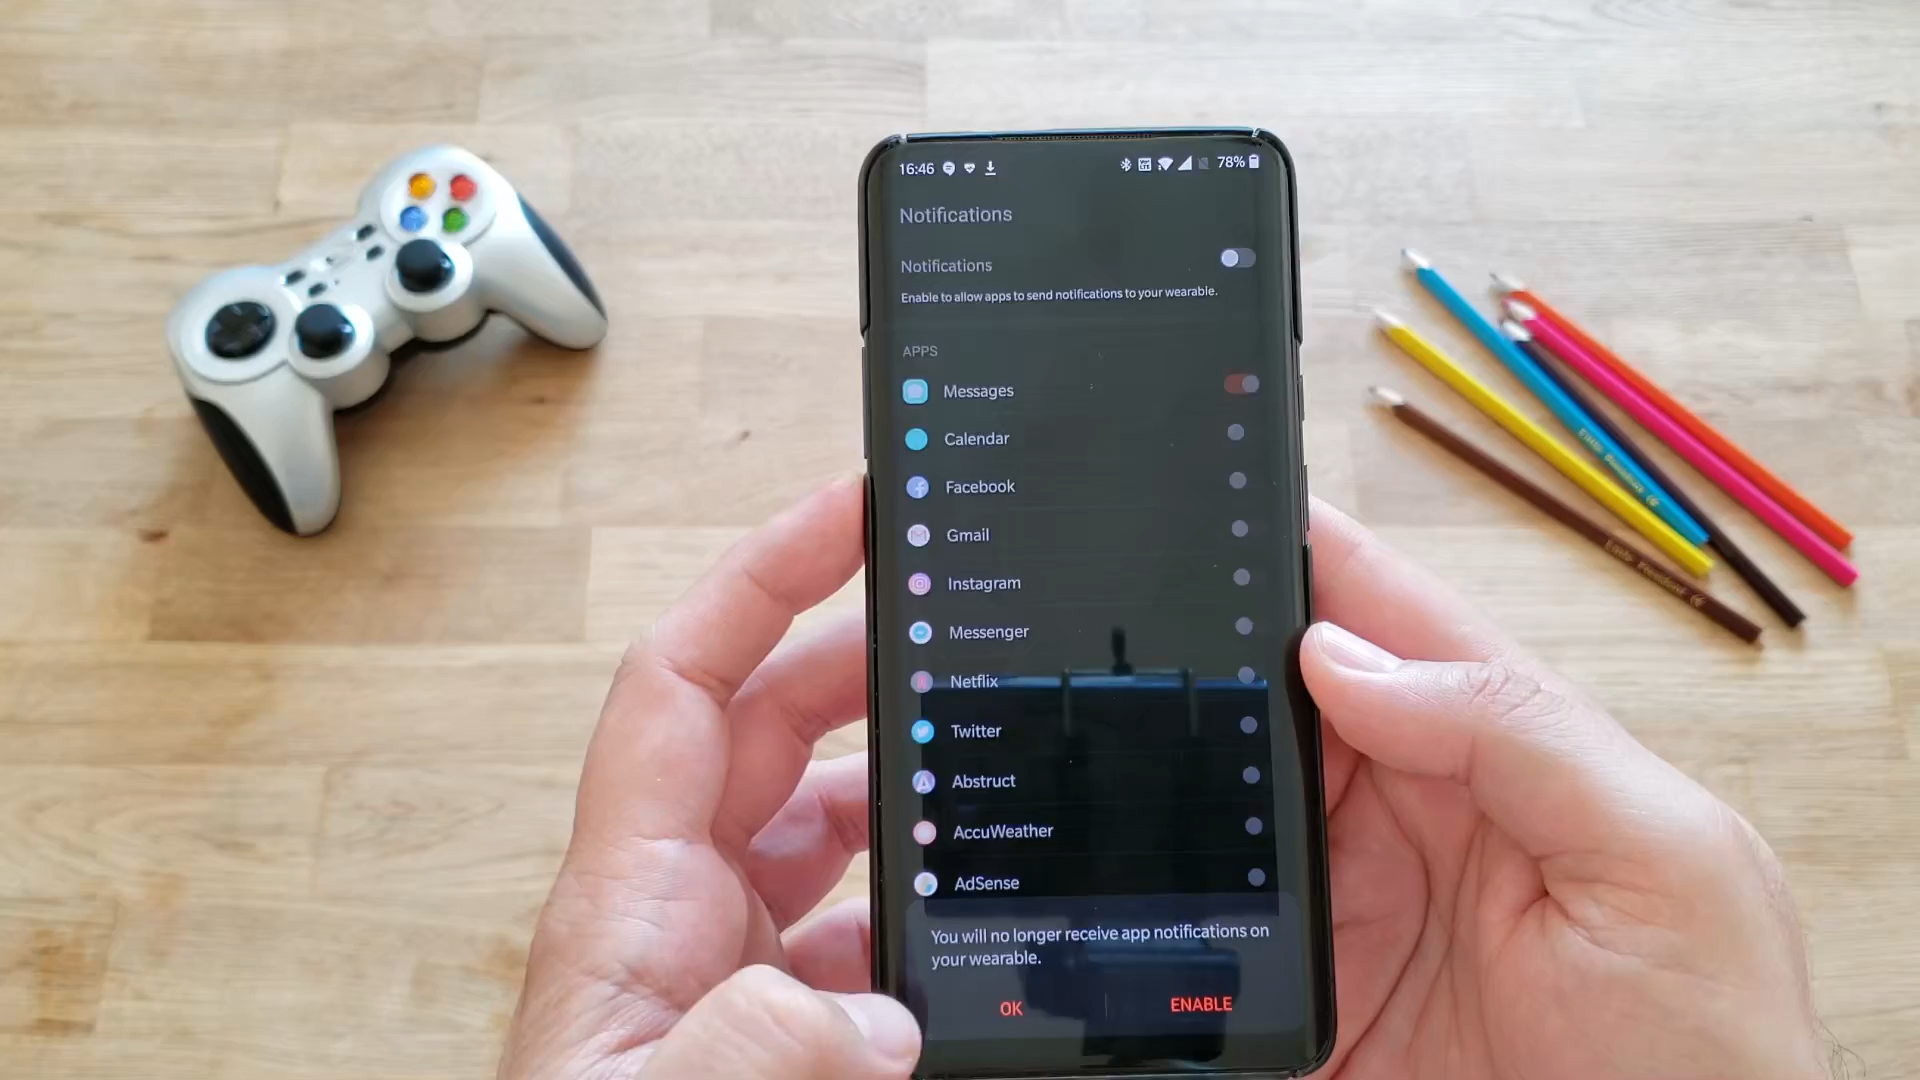 16:46
78%
Notifications
Notifications
Enable to allow apps to send notifications to your wearable.
APPS
Messages
Calendar
Facebook
Gmail
Instagram
Messenger
Netflix
Twitter
Abstruct
AccuWeather
AdSense
You will no longer receive app notifications on
your wearable.
OK
ENABLE